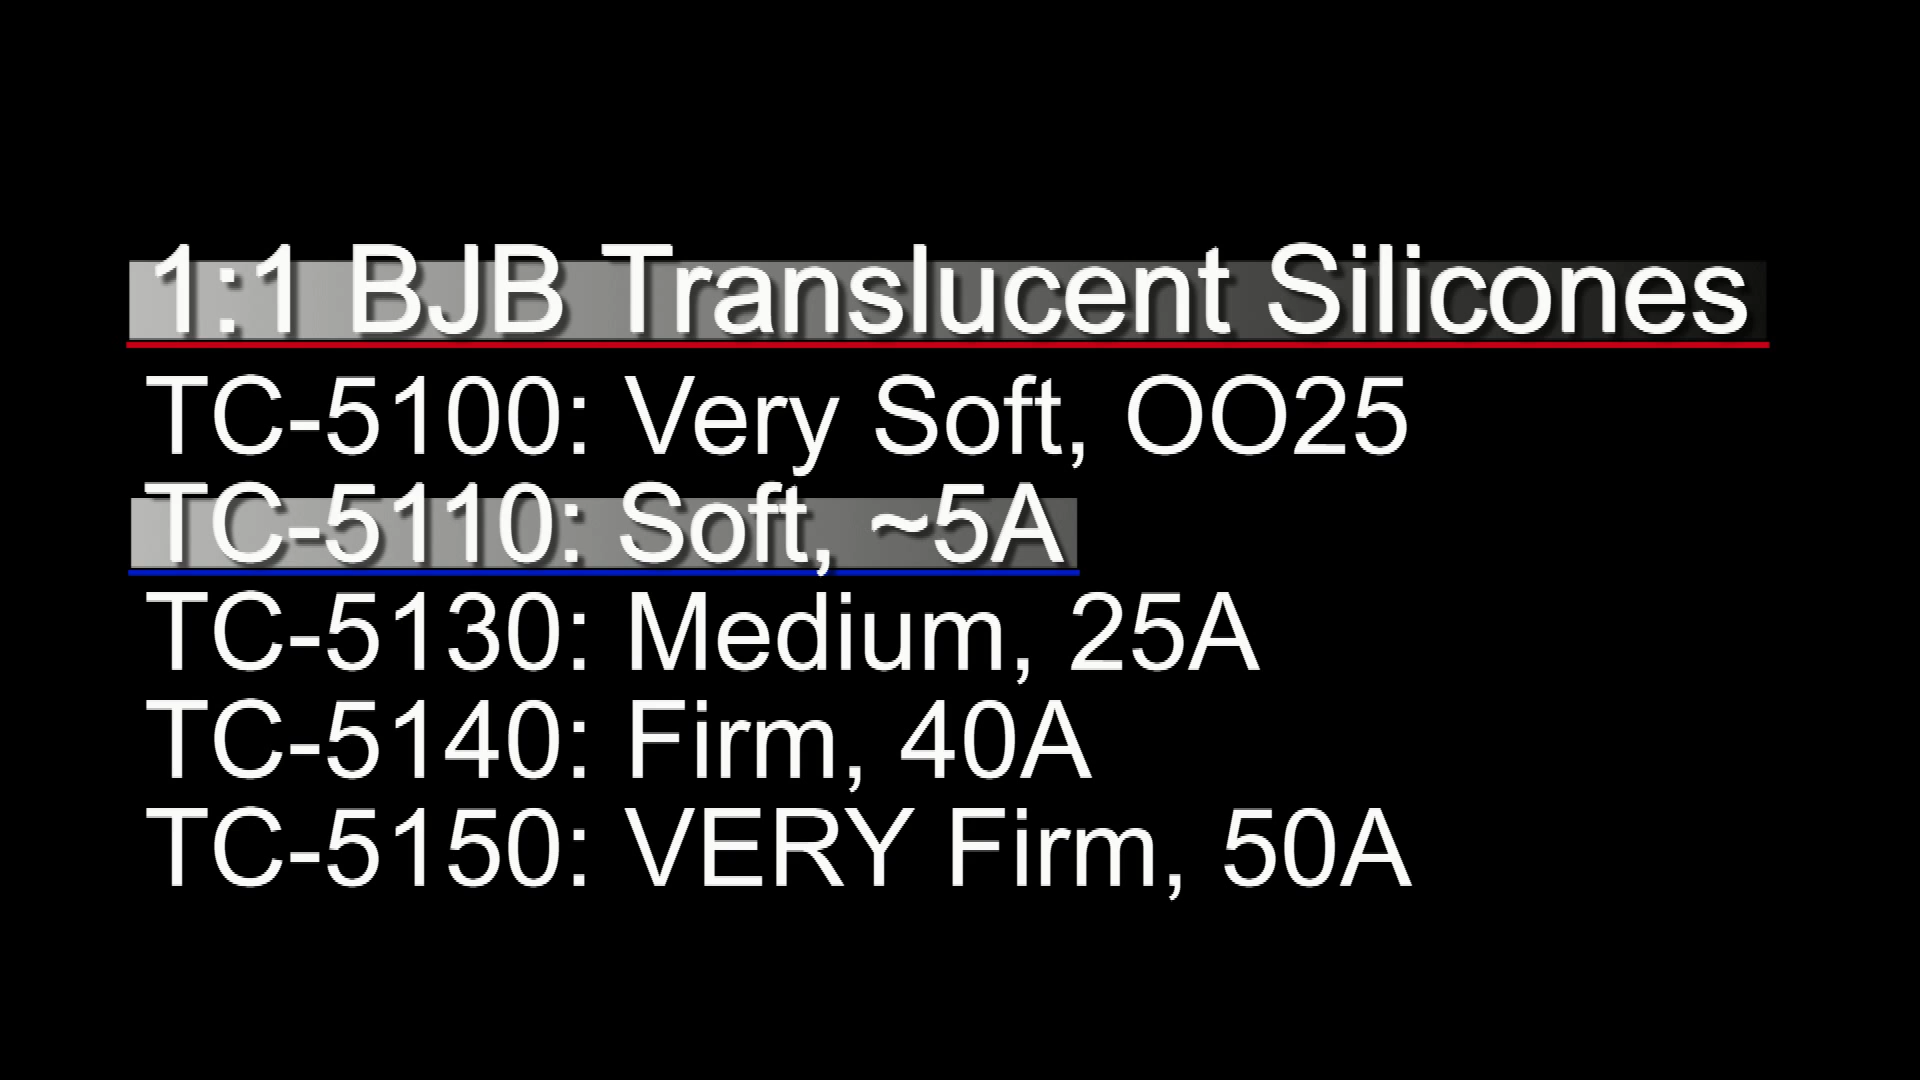 1:1 BJB Translucent Silicones
TC-5100: Very Soft, OO25
TC-5110: Soft, ~5A
TC-5130: Medium, 25A
TC-5140: Firm, 40A
TC-5150: VERY Firm, 50A